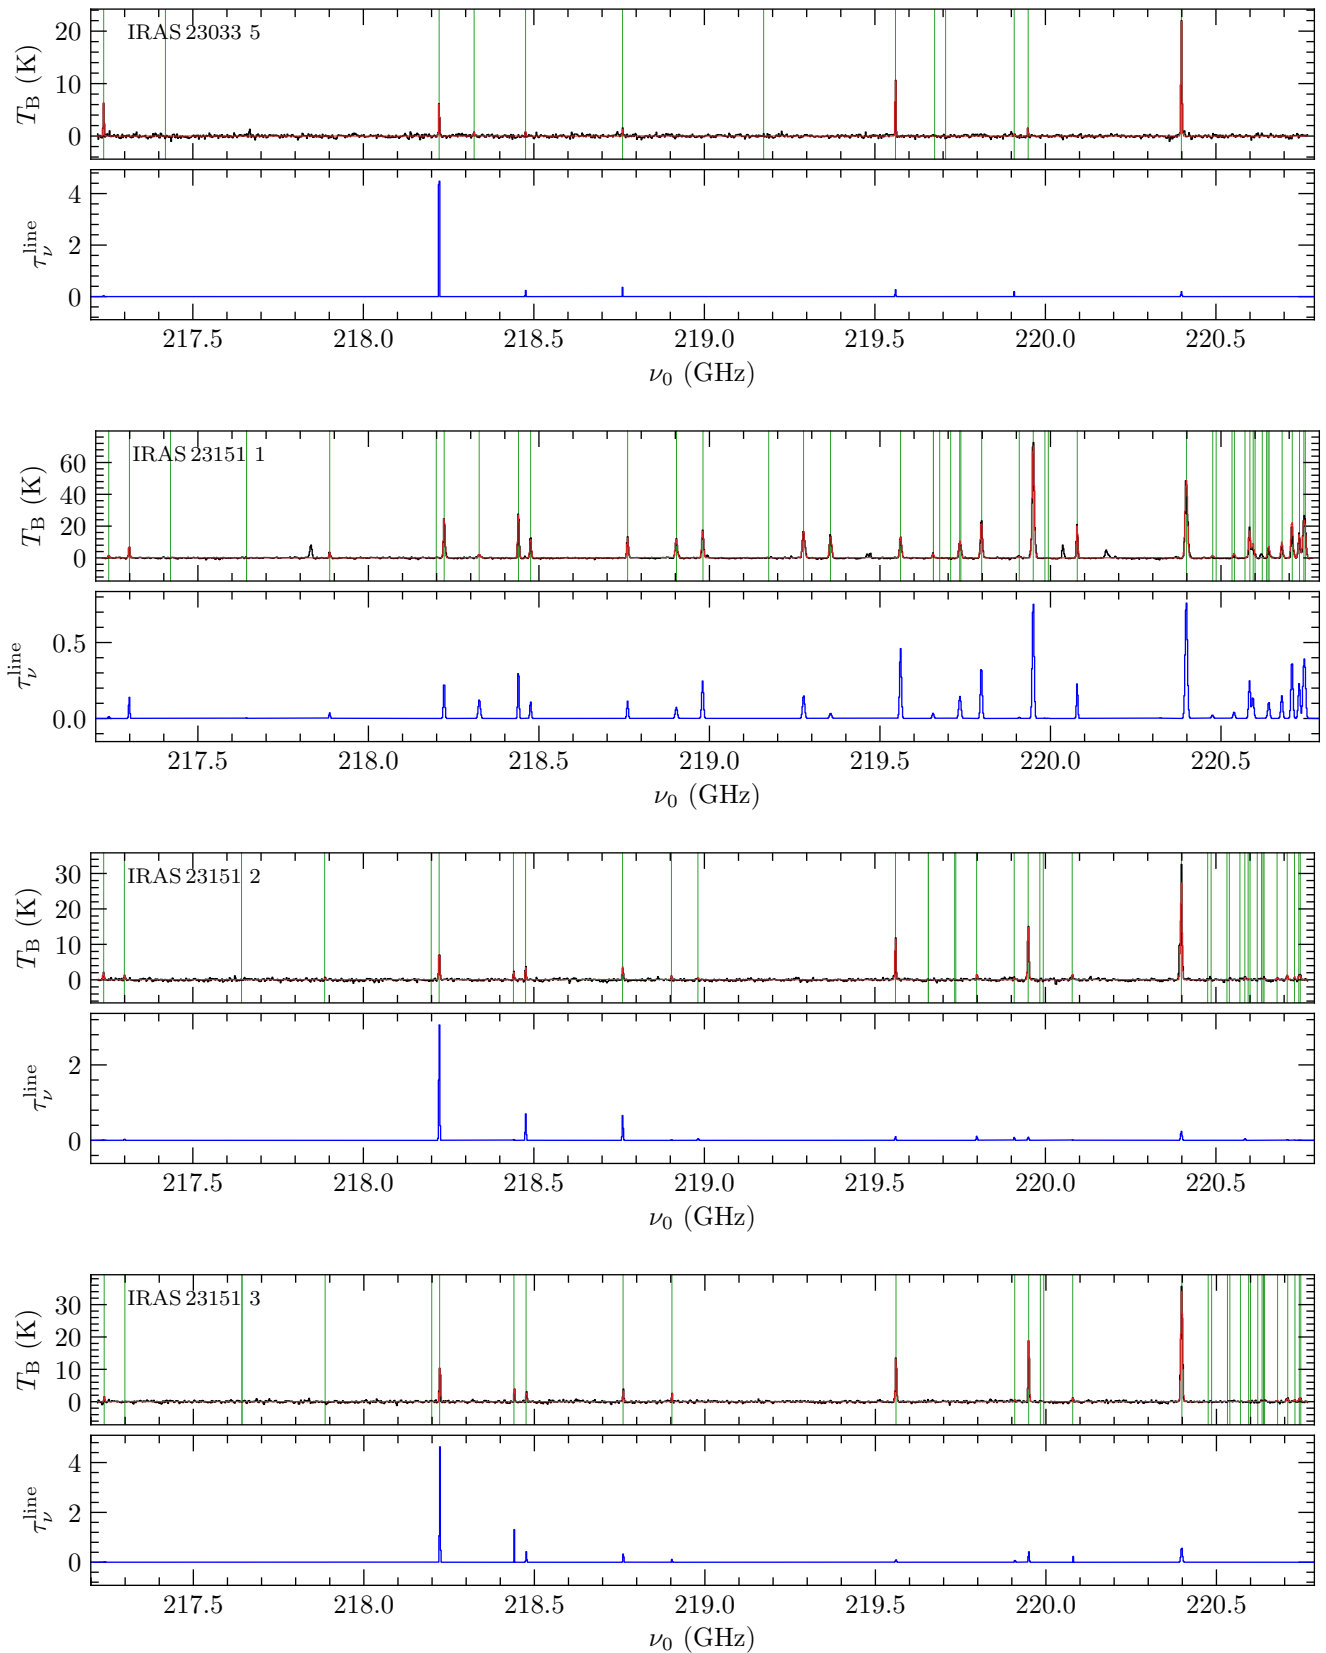 IRAS 23033 5
T_B (K)
20
10
0
τ_ν^line
4
2
0
217.5 218.0 218.5 219.0 219.5 220.0 220.5
ν_0 (GHz)
IRAS 23151 1
T_B (K)
60
40
20
0
τ_ν^line
0.5
0.0
217.5 218.0 218.5 219.0 219.5 220.0 220.5
ν_0 (GHz)
IRAS 23151 2
T_B (K)
30
20
10
0
τ_ν^line
2
0
217.5 218.0 218.5 219.0 219.5 220.0 220.5
ν_0 (GHz)
IRAS 23151 3
T_B (K)
30
20
10
0
τ_ν^line
4
2
0
217.5 218.0 218.5 219.0 219.5 220.0 220.5
ν_0 (GHz)